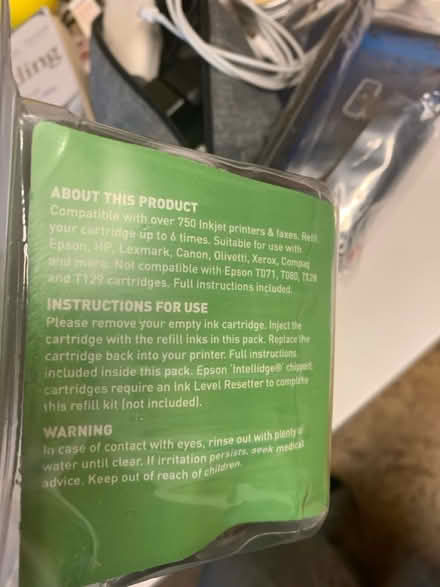 ling
ABOUT THIS PRODUCT
Compatible with over 750 Inkjet printers & faxes. Refill
your cartridge up to 6 times. Suitable for use with
Epson, HP, Lexmark, Canon, Olivetti, Xerox, Compaq
and more. Not compatible with Epson T071, T080, T128
and T129 cartridges. Full instructions included.
INSTRUCTIONS FOR USE
Please remove your empty ink cartridge. Inject the
cartridge with the refill inks in this pack. Replace the
cartridge back into your printer. Full instructions
included inside this pack. Epson 'Intellidge®' chipped
cartridges require an Ink Level Resetter to complete
this refill kit (not included).
WARNING
In case of contact with eyes, rinse out with plenty of
water until clear. If irritation persists, seek medical
advice. Keep out of reach of children.